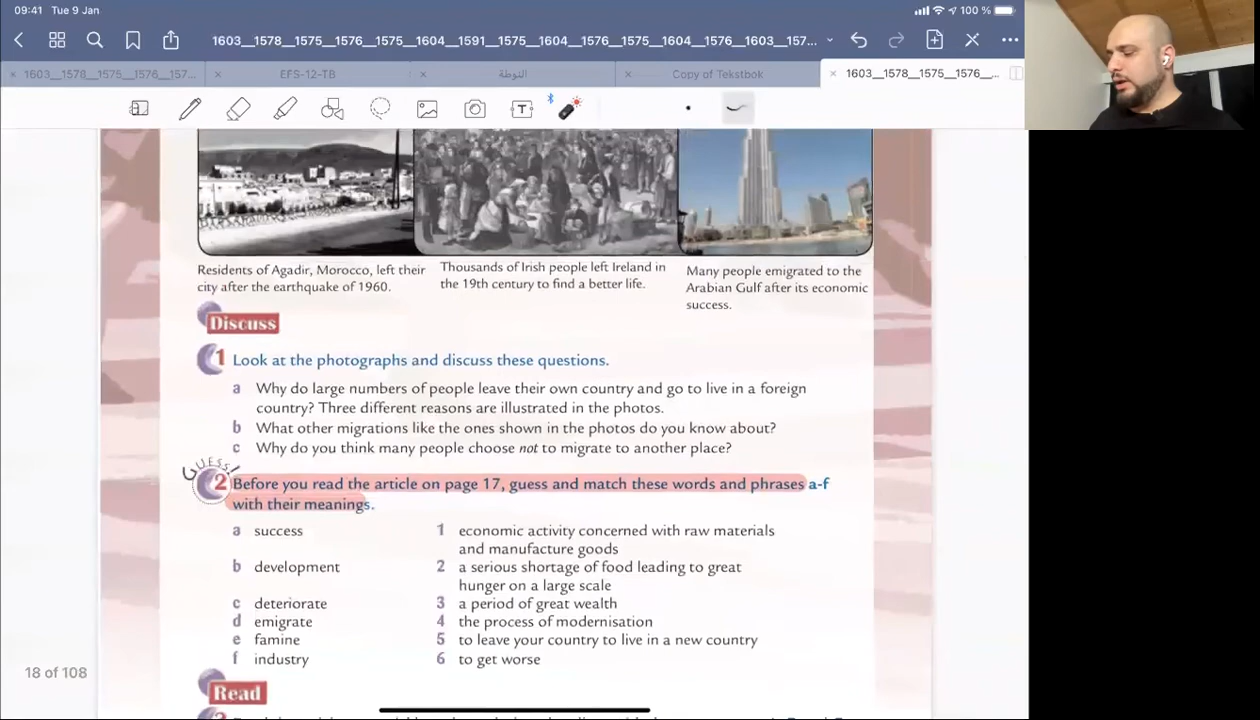 09:41 Tue 9 Jan
100 %
1603__1578__1575__1576__1575__1604__1591__1575__1604__1576__1575__1604__1576__1603__157...
1603__1578__1575__1576__157...
EFS-12-TB
النوطة
Copy of Tekstbok
1603__1578__1575__1576__...
T
Residents of Agadir, Morocco, left their
city after the earthquake of 1960.
Thousands of Irish people left Ireland in
the 19th century to find a better life.
Many people emigrated to the
Arabian Gulf after its economic
success.
Discuss
1 Look at the photographs and discuss these questions.
a Why do large numbers of people leave their own country and go to live in a foreign
country? Three different reasons are illustrated in the photos.
b What other migrations like the ones shown in the photos do you know about?
c Why do you think many people choose not to migrate to another place?
GUESS!
2 Before you read the article on page 17, guess and match these words and phrases a-f
with their meanings.
a success 1 economic activity concerned with raw materials
and manufacture goods
b development 2 a serious shortage of food leading to great
hunger on a large scale
c deteriorate 3 a period of great wealth
d emigrate 4 the process of modernisation
e famine 5 to leave your country to live in a new country
f industry 6 to get worse
18 of 108
Read